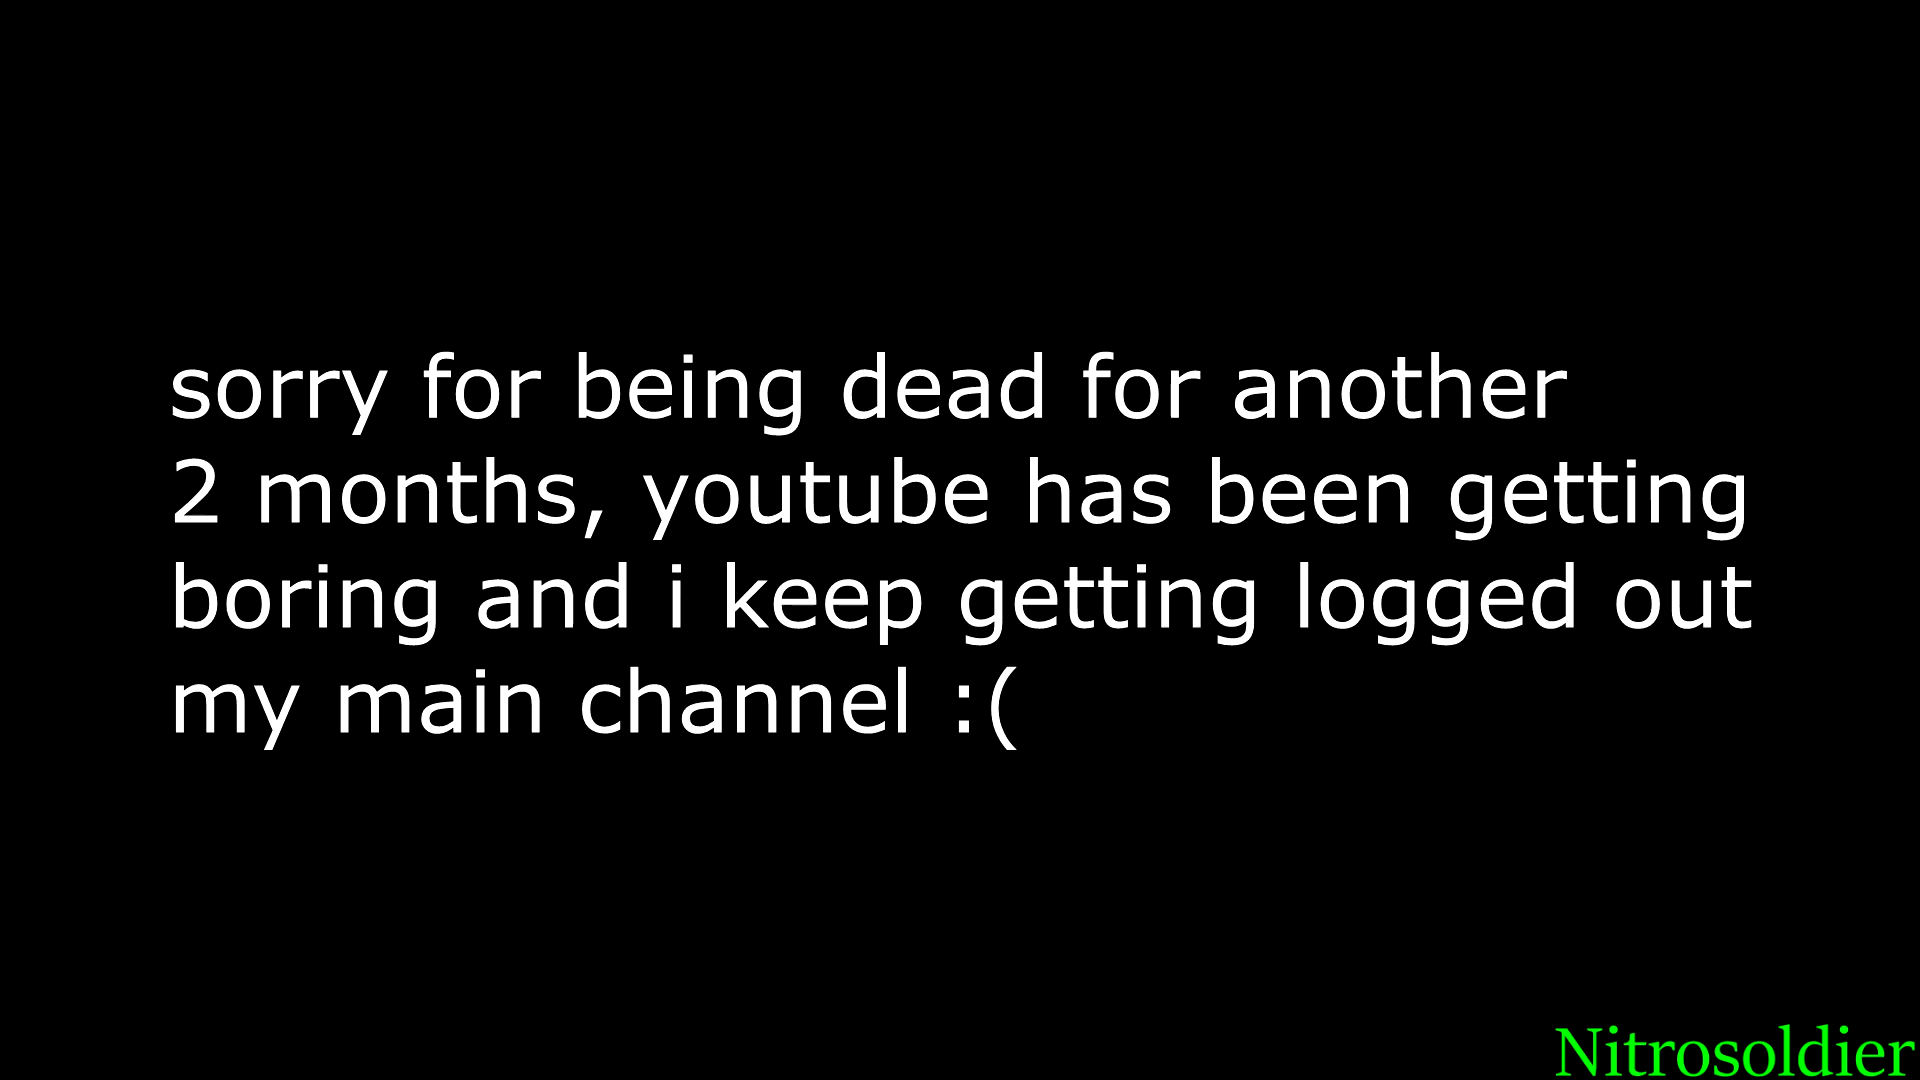 sorry for being dead for another
2 months, youtube has been getting
boring and i keep getting logged out
my main channel :(
Nitrosoldier